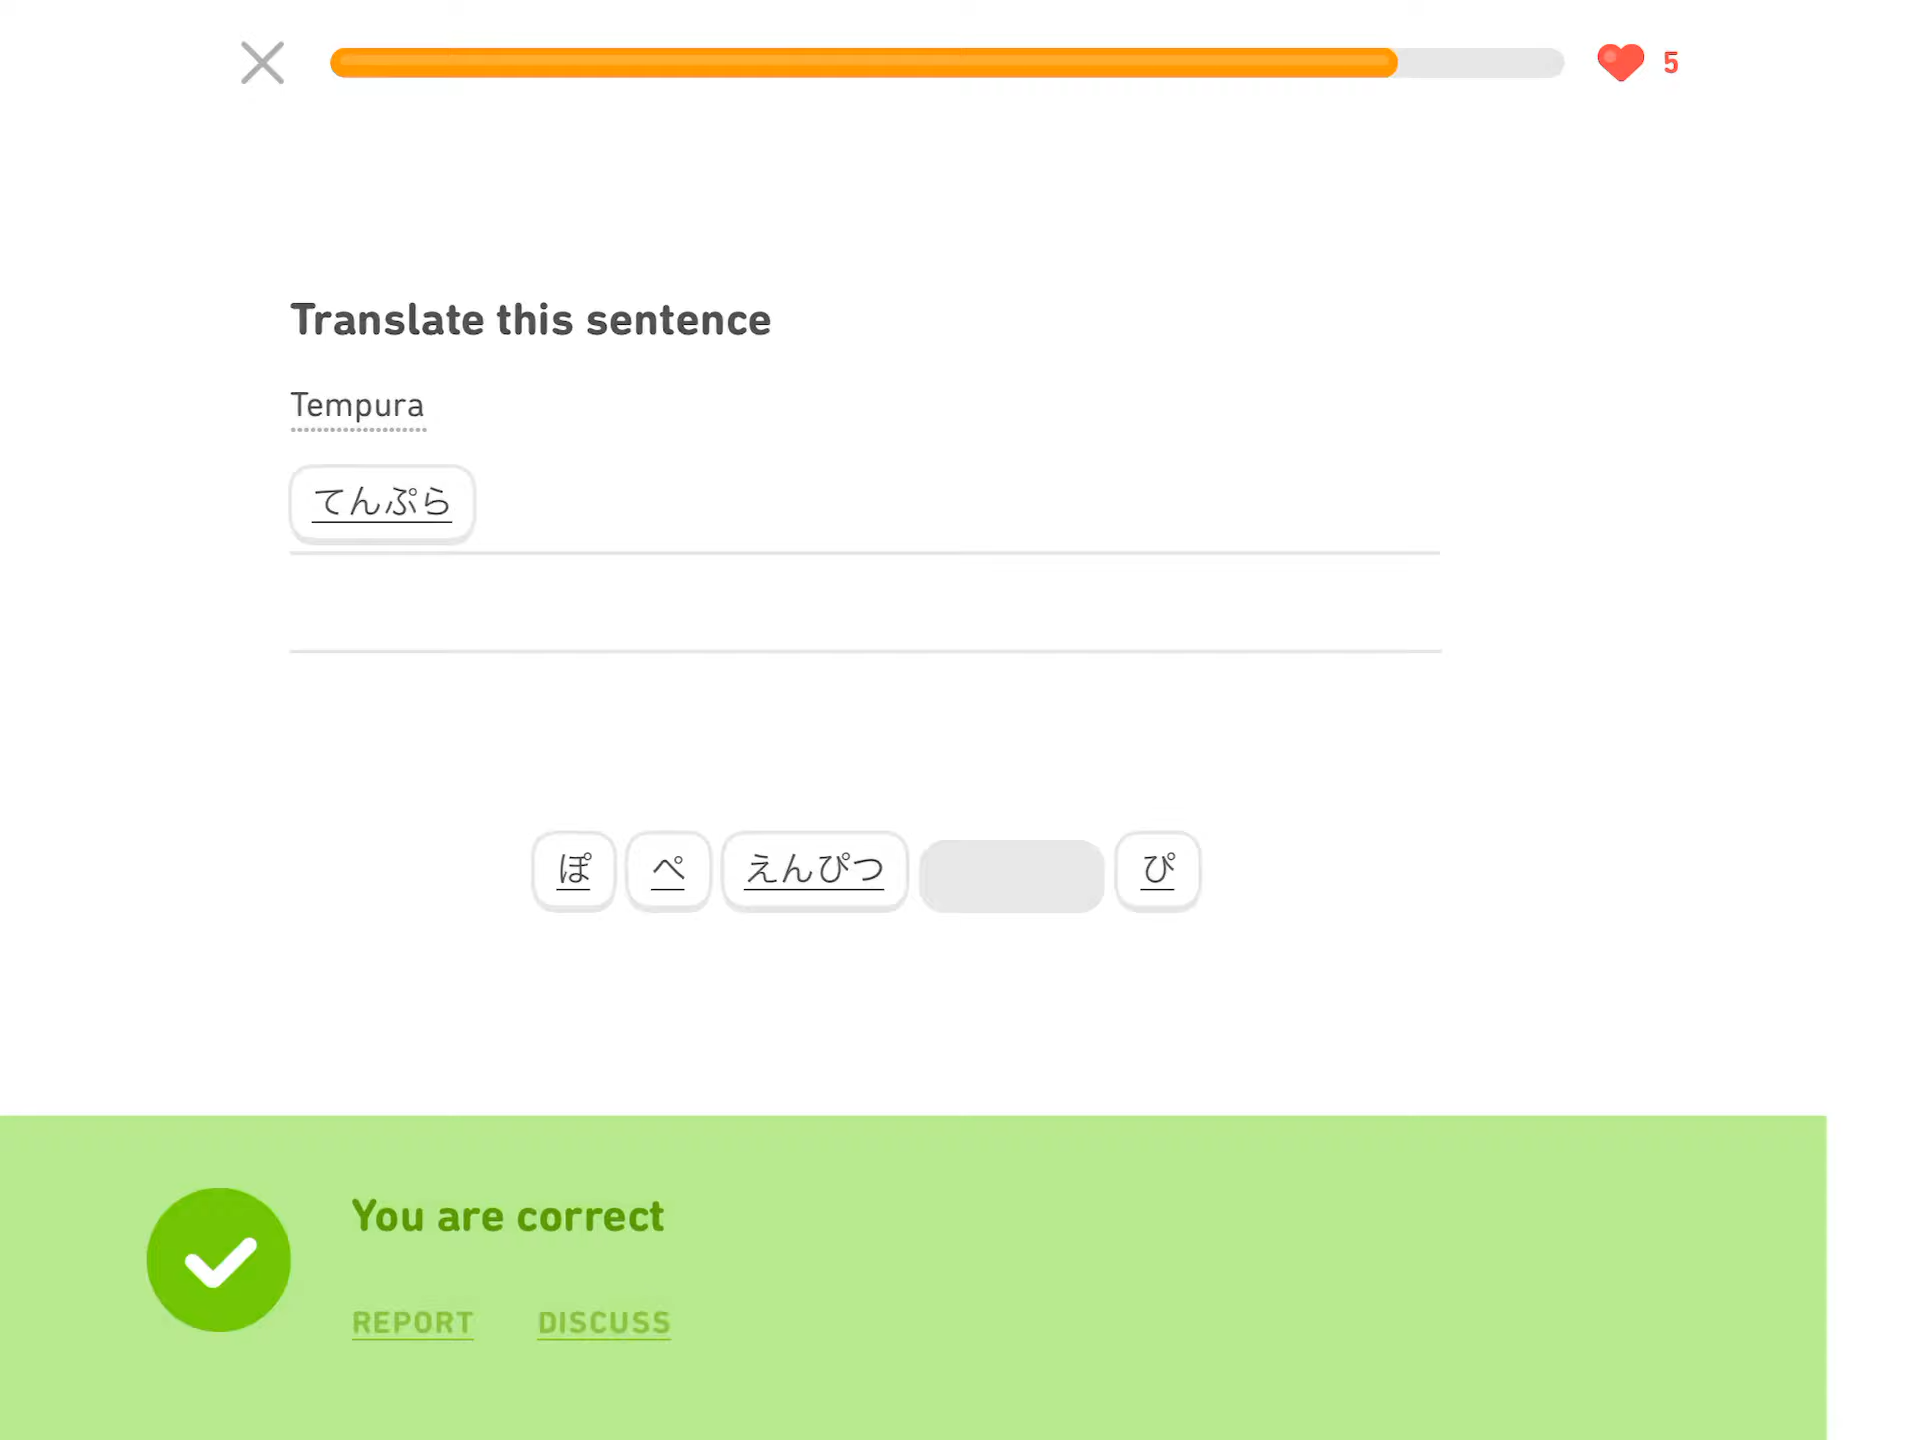 5
Translate this sentence
Tempura
てんぷら
ぽ ぺ えんぴつ ぴ
You are correct
REPORT DISCUSS